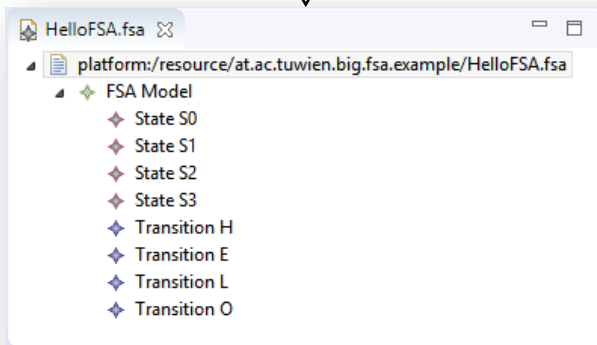 HelloFSA.fsa
platform:/resource/at.ac.tuwien.big.fsa.example/HelloFSA.fsa
FSA Model
State S0
State S1
State S2
State S3
Transition H
Transition E
Transition L
Transition O